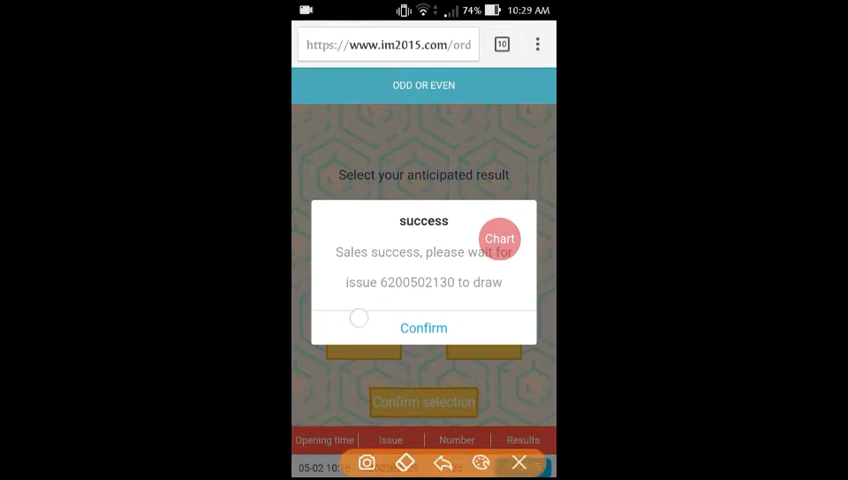 74% 10:29 AM
https://www.im2015.com/ord
10
ODD OR EVEN
Select your anticipated result
success
Chart
Sales success, please wait for
issue 6200502130 to draw
Confirm
Confirm selection
Opening time Issue Number Results
05-02 10: